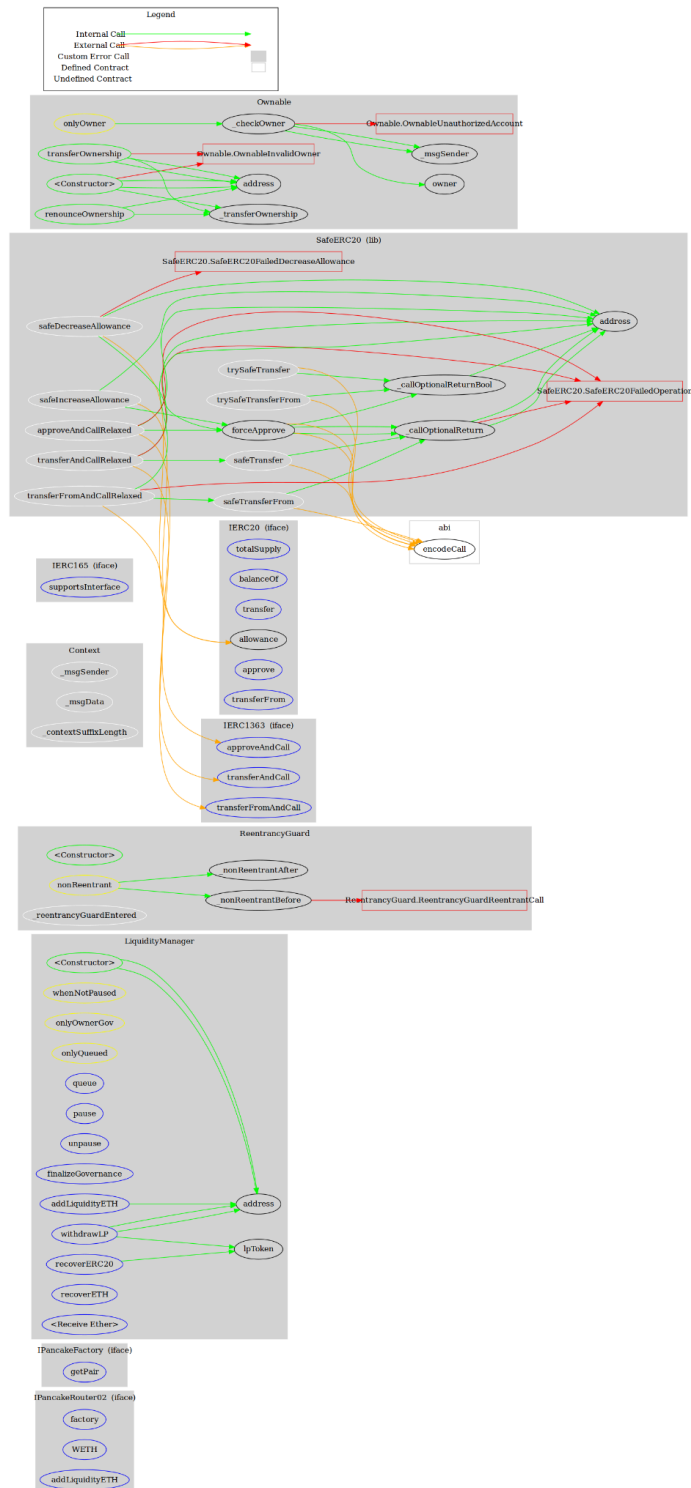 Legend
Internal Call
External Call
Custom Error Call
Defined Contract
Undefined Contract
Ownable
onlyOwner
_checkOwner
Ownable.OwnableUnauthorizedAccount
transferOwnership
Ownable.OwnableInvalidOwner
_msgSender
<Constructor>
address
owner
renounceOwnership
_transferOwnership
SafeERC20 (lib)
SafeERC20.SafeERC20FailedDecreaseAllowance
safeDecreaseAllowance
address
trySafeTransfer
_callOptionalReturnBool
SafeERC20.SafeERC20FailedOperation
safeIncreaseAllowance
trySafeTransferFrom
approveAndCallRelaxed
forceApprove
_callOptionalReturn
transferAndCallRelaxed
safeTransfer
transferFromAndCallRelaxed
safeTransferFrom
IERC20 (iface)
totalSupply
balanceOf
transfer
allowance
approve
transferFrom
abi
encodeCall
IERC165 (iface)
supportsInterface
Context
_msgSender
_msgData
_contextSuffixLength
IERC1363 (iface)
approveAndCall
transferAndCall
transferFromAndCall
ReentrancyGuard
<Constructor>
_nonReentrantAfter
nonReentrant
_nonReentrantBefore
ReentrancyGuard.ReentrancyGuardReentrantCall
_reentrancyGuardEntered
LiquidityManager
<Constructor>
whenNotPaused
onlyOwnerGov
onlyQueued
queue
pause
unpause
finalizeGovernance
addLiquidityETH
address
withdrawLP
lpToken
recoverERC20
recoverETH
<Receive Ether>
IPancakeFactory (iface)
getPair
IPancakeRouter02 (iface)
factory
WETH
addLiquidityETH